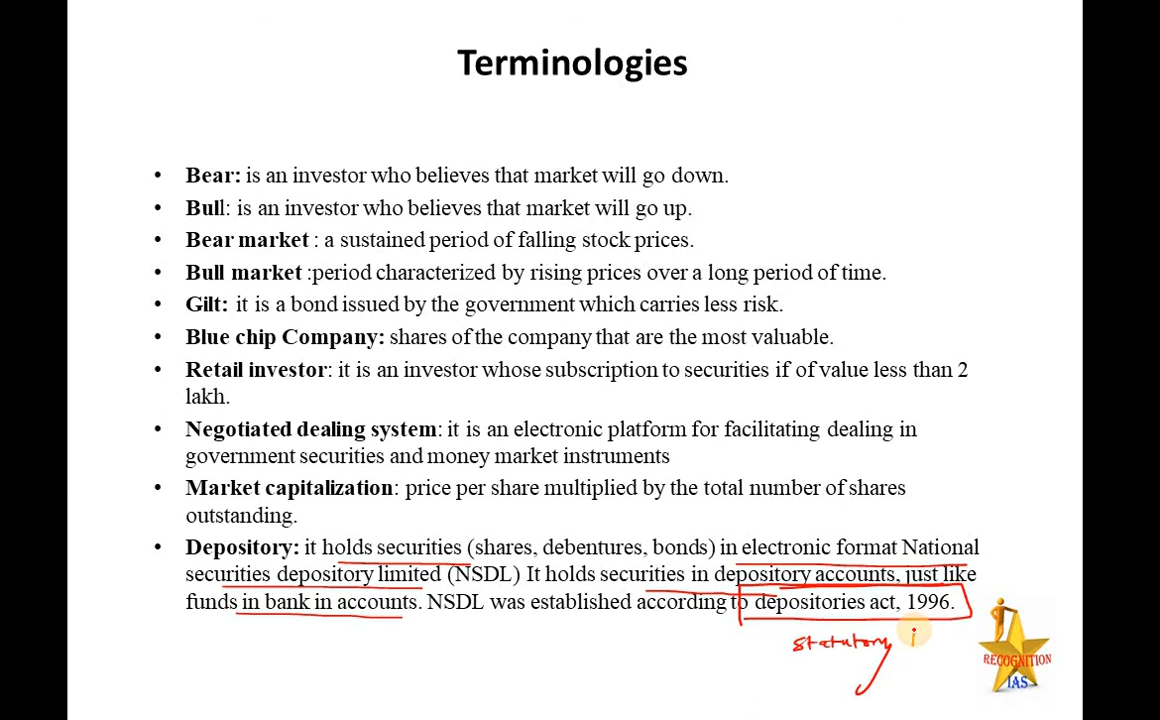 Terminologies
• Bear: is an investor who believes that market will go down.
• Bull: is an investor who believes that market will go up.
• Bear market : a sustained period of falling stock prices.
• Bull market :period characterized by rising prices over a long period of time.
• Gilt: it is a bond issued by the government which carries less risk.
• Blue chip Company: shares of the company that are the most valuable.
• Retail investor: it is an investor whose subscription to securities if of value less than 2
lakh.
• Negotiated dealing system: it is an electronic platform for facilitating dealing in
government securities and money market instruments
• Market capitalization: price per share multiplied by the total number of shares
outstanding.
• Depository: it holds securities (shares, debentures, bonds) in electronic format National
securities depository limited (NSDL) It holds securities in depository accounts, just like
funds in bank in accounts. NSDL was established according to depositories act, 1996.
statutory i
RECOGNITION
IAS